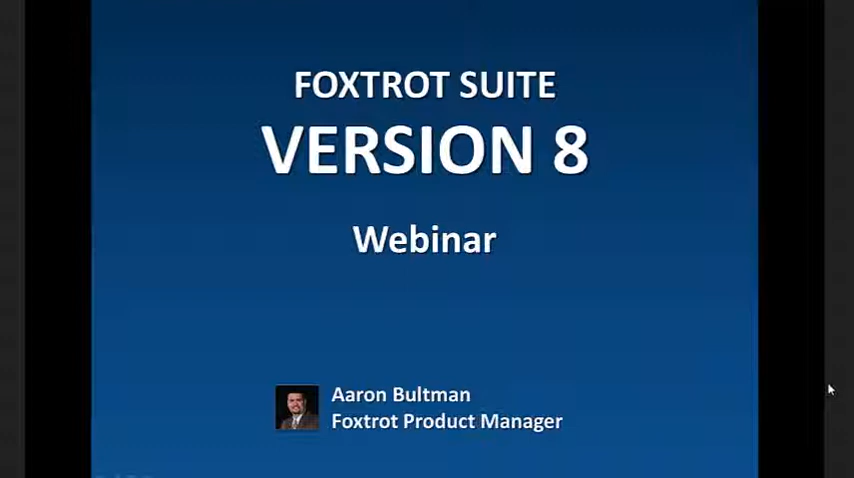 FOXTROT SUITE
VERSION 8
Webinar
Aaron Bultman
Foxtrot Product Manager